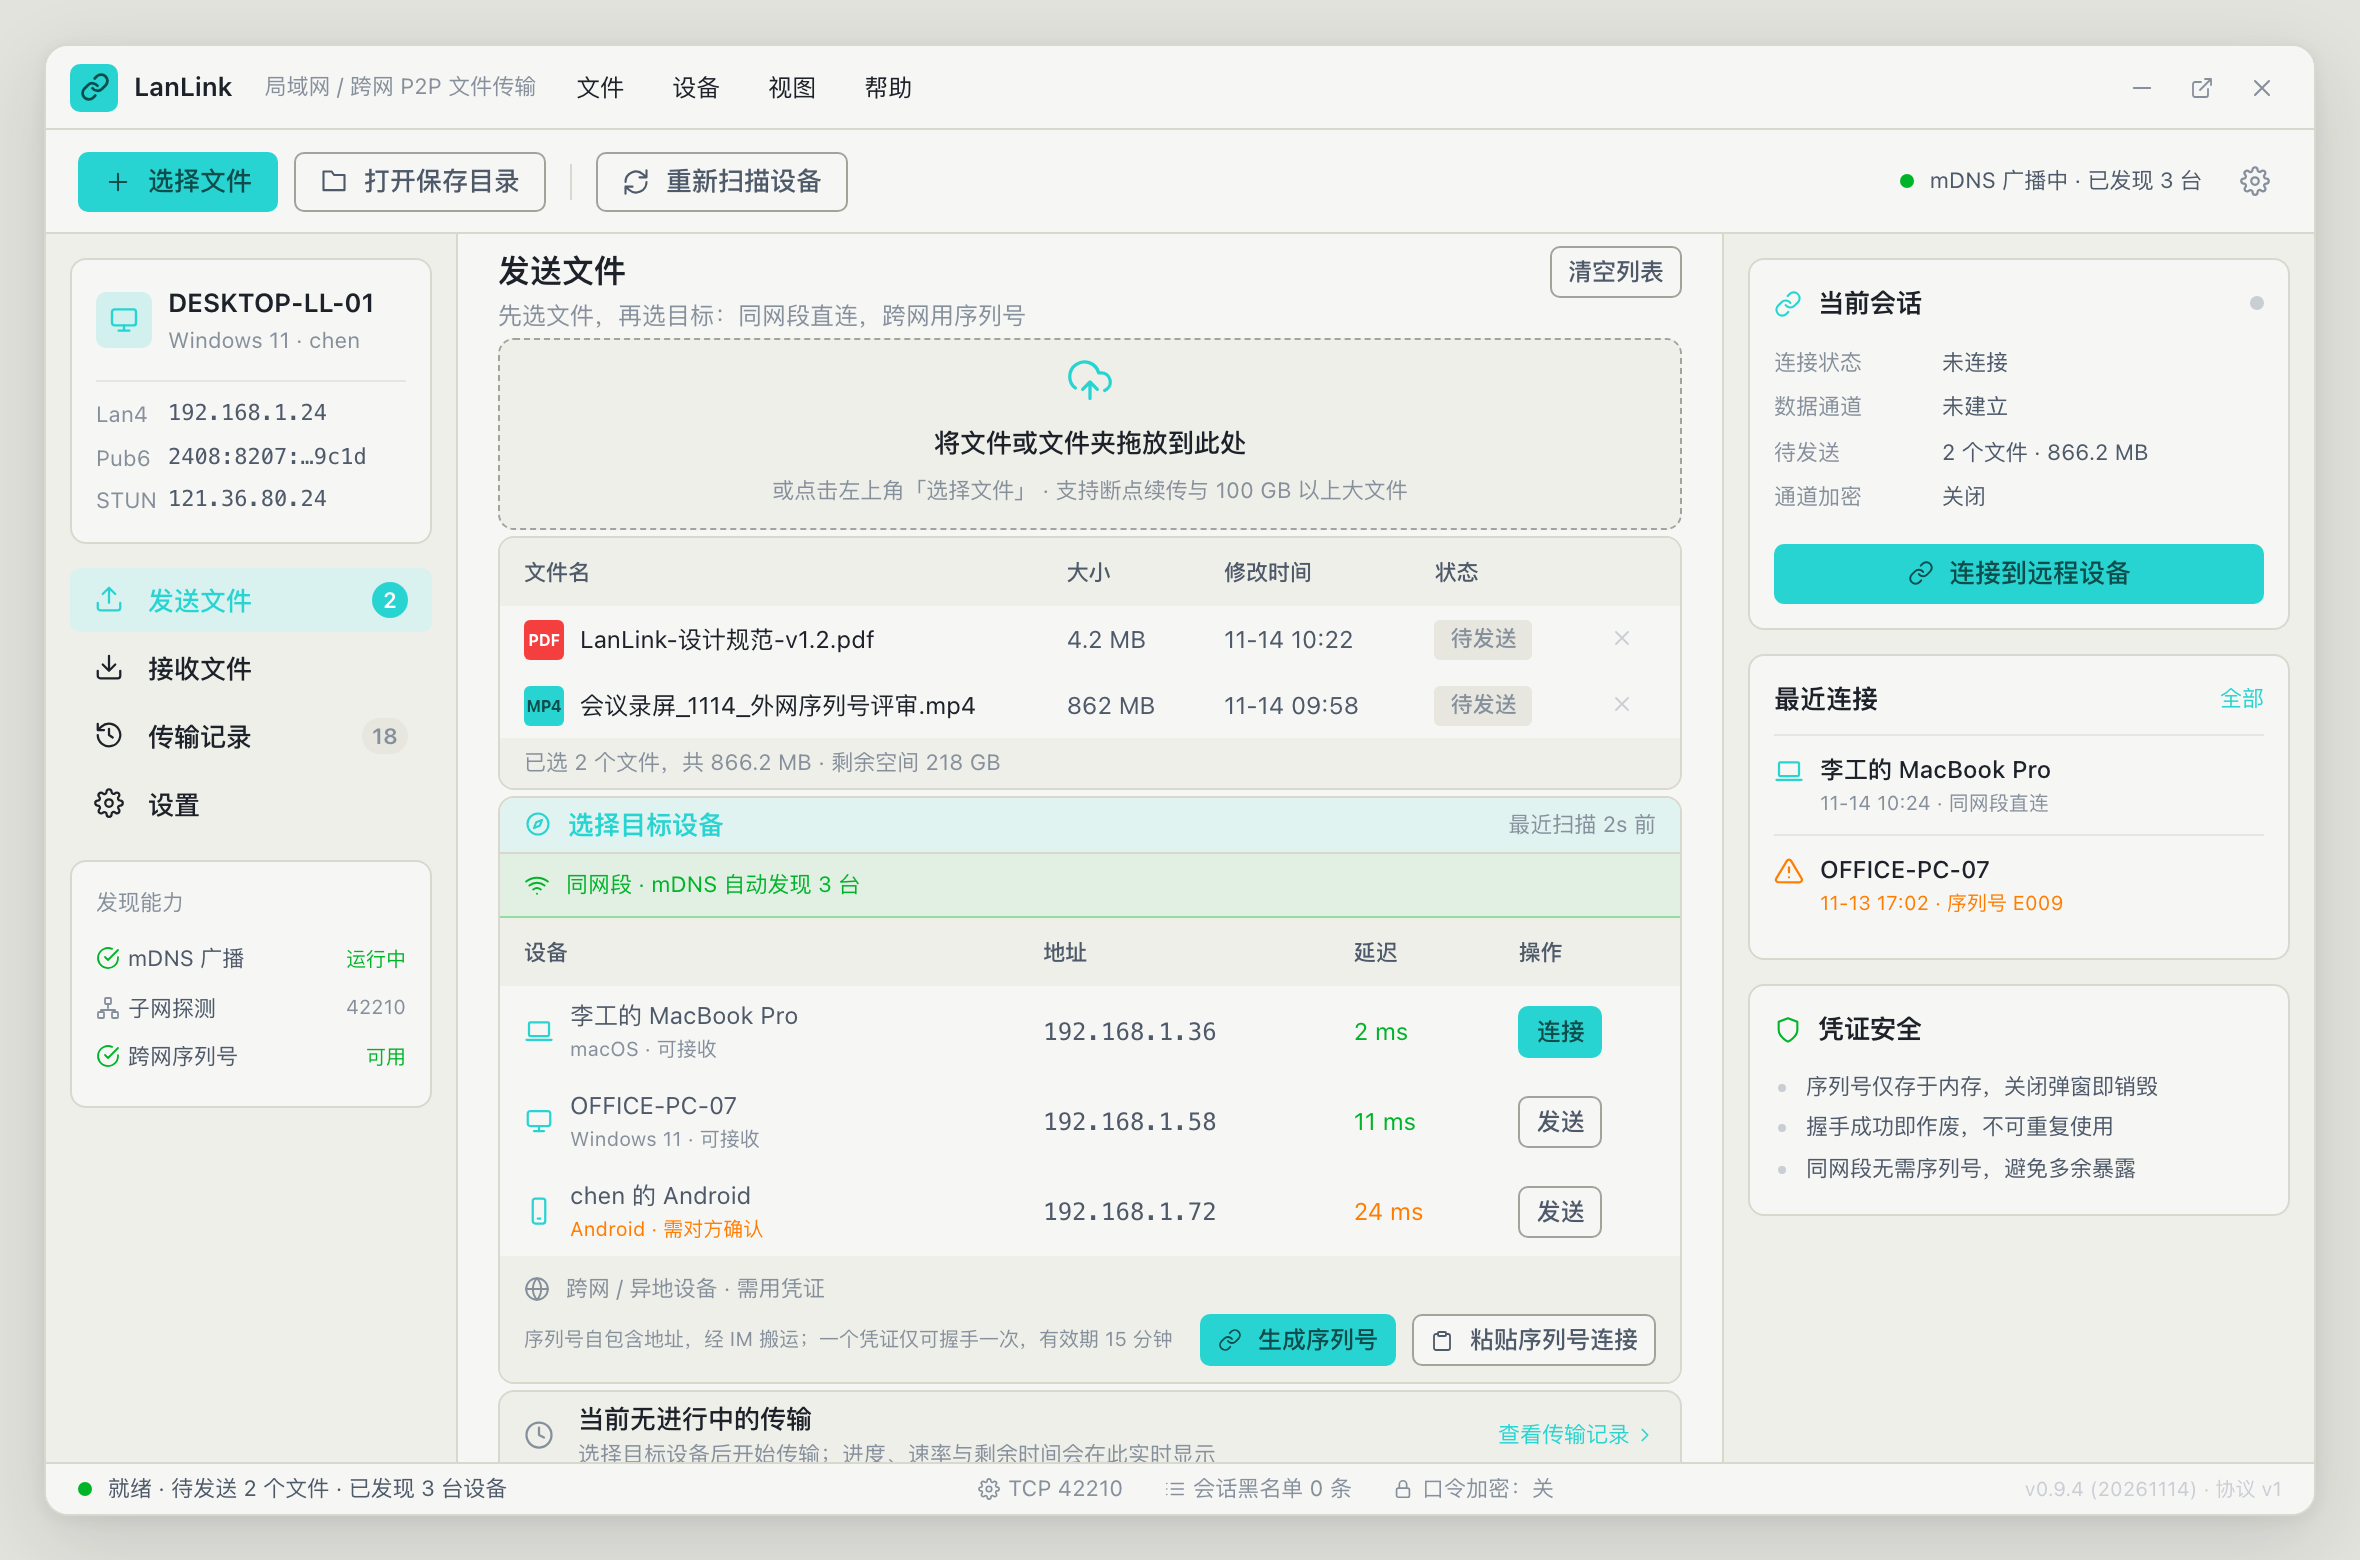 LanLink 局域网 / 跨网 P2P 文件传输 文件 设备 视图 帮助
选择文件 打开保存目录 重新扫描设备 mDNS 广播中 · 已发现 3 台
DESKTOP-LL-01
Windows 11 · chen
Lan4 192.168.1.24
Pub6 2408:8207:…9c1d
STUN 121.36.80.24
发送文件 2
接收文件
传输记录 18
设置
发现能力
mDNS 广播 运行中
子网探测 42210
跨网序列号 可用
发送文件 清空列表
先选文件，再选目标：同网段直连，跨网用序列号
将文件或文件夹拖放到此处
或点击左上角「选择文件」 · 支持断点续传与 100 GB 以上大文件
文件名 大小 修改时间 状态
PDF LanLink-设计规范-v1.2.pdf 4.2 MB 11-14 10:22 待发送
MP4 会议录屏_1114_外网序列号评审.mp4 862 MB 11-14 09:58 待发送
已选 2 个文件，共 866.2 MB · 剩余空间 218 GB
选择目标设备 最近扫描 2s 前
同网段 · mDNS 自动发现 3 台
设备 地址 延迟 操作
李工的 MacBook Pro 192.168.1.36 2 ms 连接
macOS · 可接收
OFFICE-PC-07 192.168.1.58 11 ms 发送
Windows 11 · 可接收
chen 的 Android 192.168.1.72 24 ms 发送
Android · 需对方确认
跨网 / 异地设备 · 需用凭证
序列号自包含地址，经 IM 搬运；一个凭证仅可握手一次，有效期 15 分钟 生成序列号 粘贴序列号连接
当前无进行中的传输 查看传输记录
选择目标设备后开始传输；进度、速率与剩余时间会在此实时显示
当前会话
连接状态 未连接
数据通道 未建立
待发送 2 个文件 · 866.2 MB
通道加密 关闭
连接到远程设备
最近连接 全部
李工的 MacBook Pro
11-14 10:24 · 同网段直连
OFFICE-PC-07
11-13 17:02 · 序列号 E009
凭证安全
序列号仅存于内存，关闭弹窗即销毁
握手成功即作废，不可重复使用
同网段无需序列号，避免多余暴露
就绪 · 待发送 2 个文件 · 已发现 3 台设备 TCP 42210 会话黑名单 0 条 口令加密：关 v0.9.4 (20261114) · 协议 v1